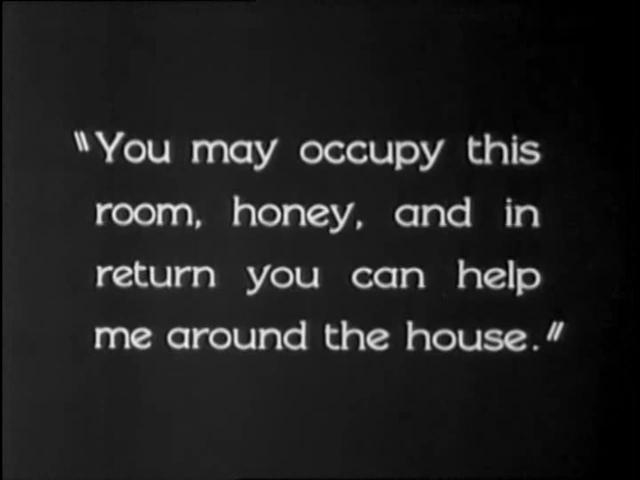 "You may occupy this
room, honey, and in
return you can help
me around the house."